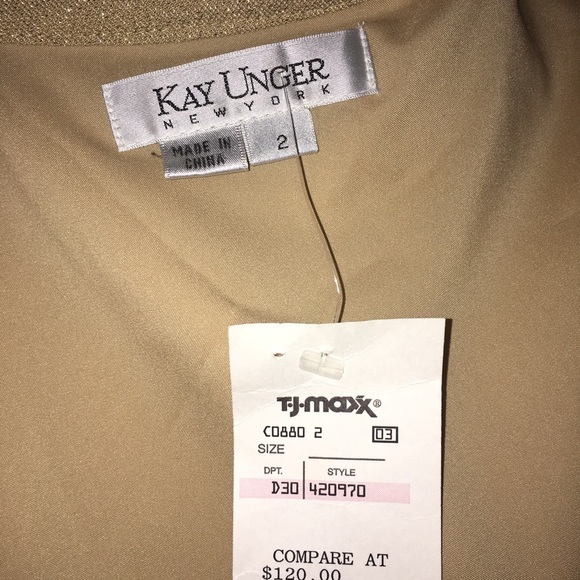 KAY UNGER
NEW YORK
MADE IN
CHINA
2
T·J·maxx®
C0880 2 03
SIZE
DPT. STYLE
D30 420970
COMPARE AT
$120.00